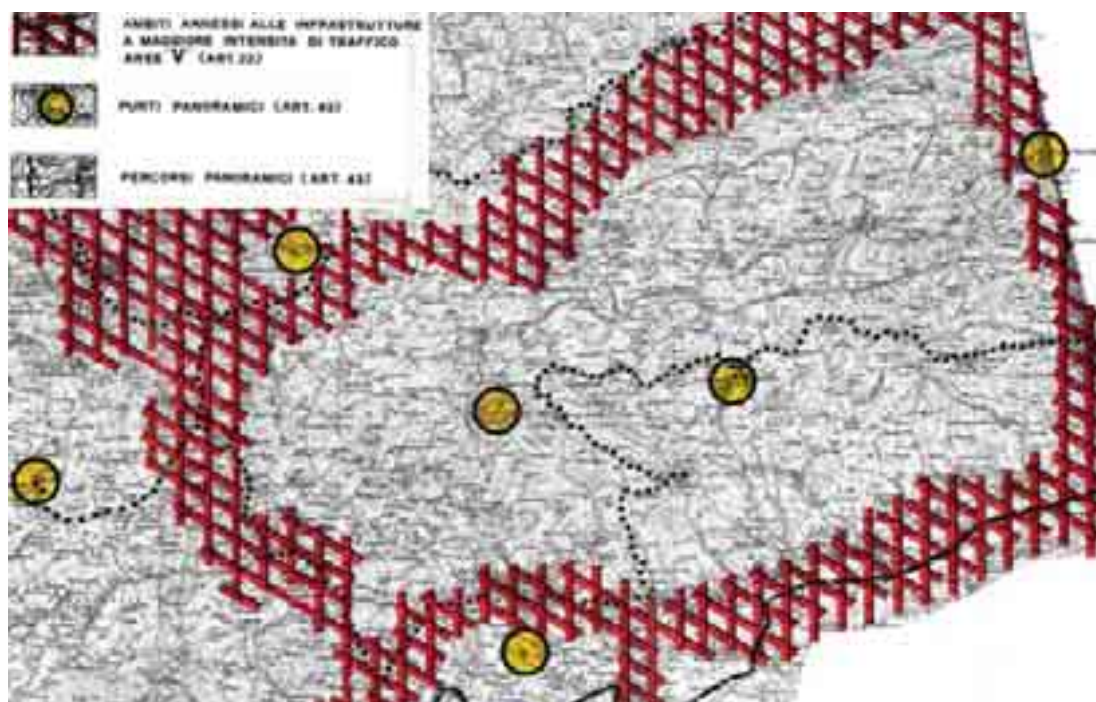 AMBITI ANNESSI ALLE INFRASTRUTTURE
A MAGGIORE INTENSITA DI TRAFFICO
AREE V (ART. 22)
PUNTI PANORAMICI (ART. 43)
PERCORSI PANORAMICI (ART. 43)